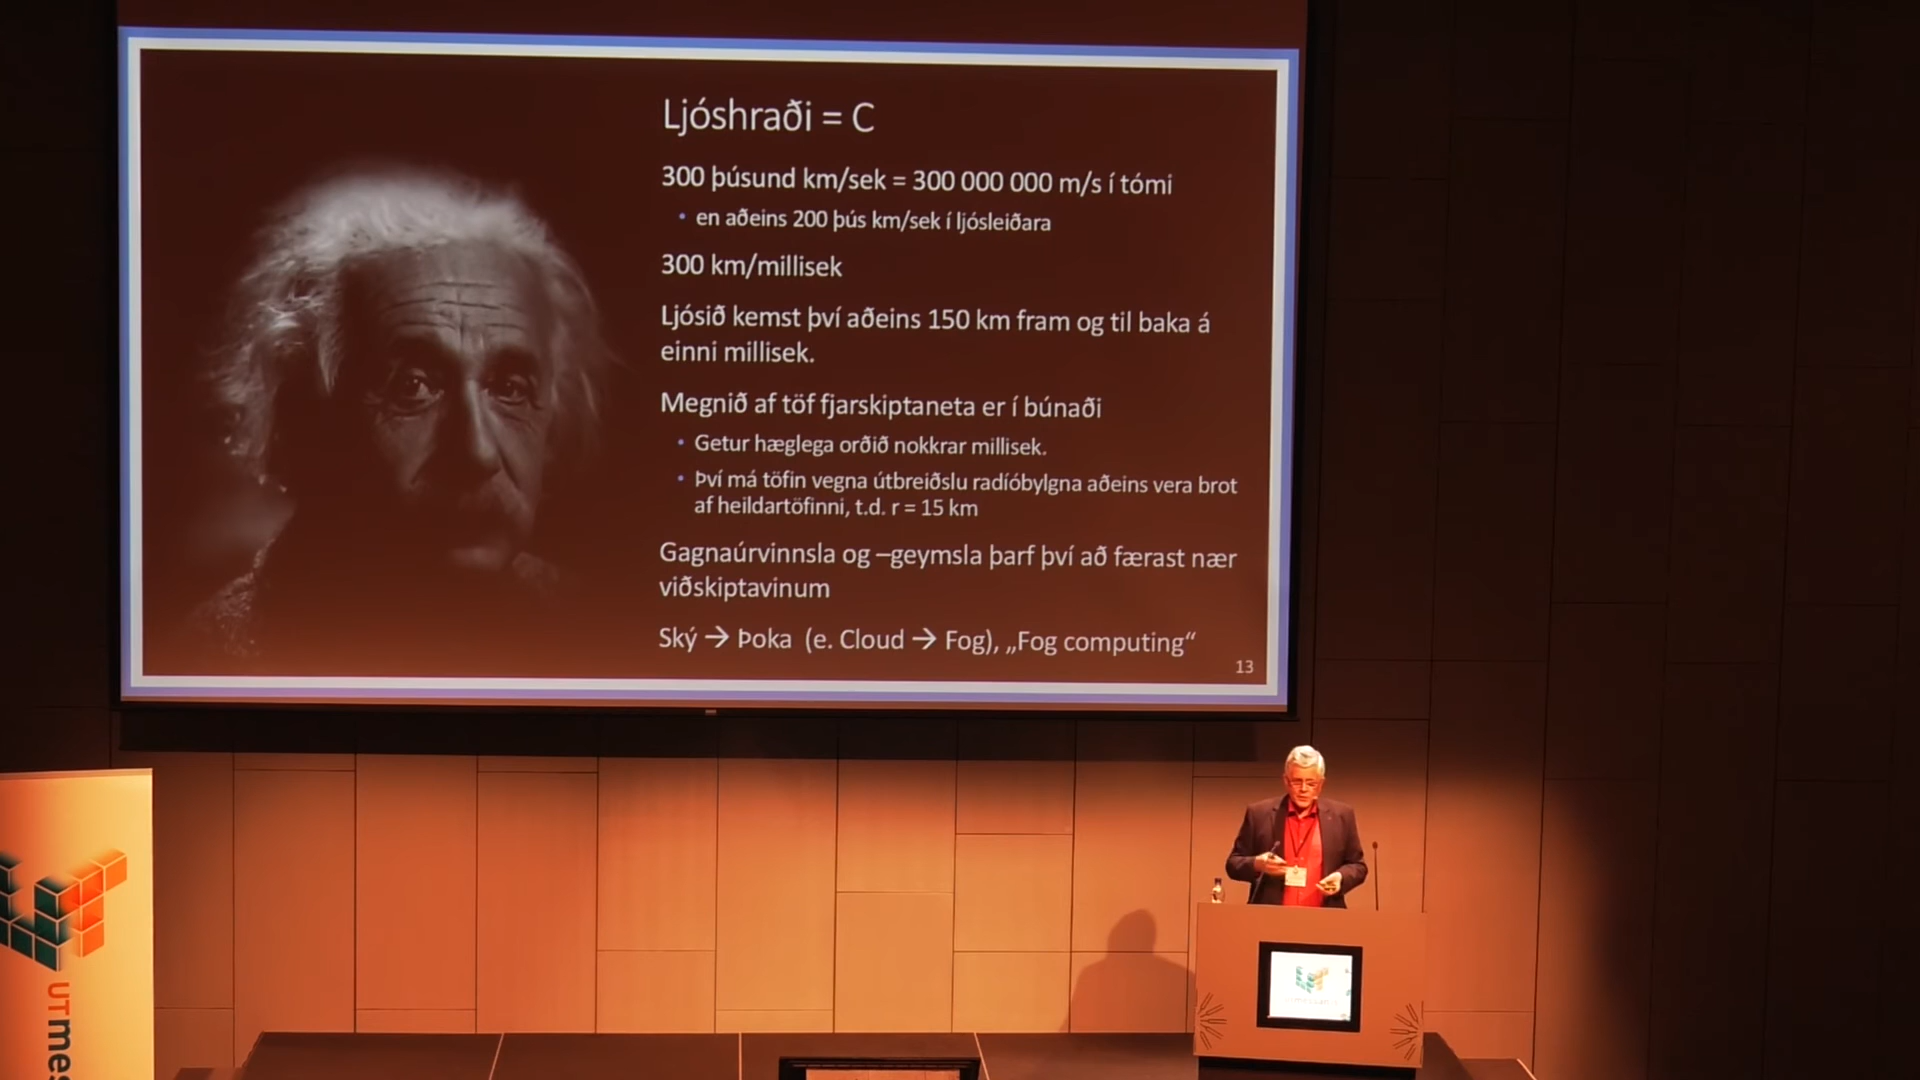 Ljóshraði = C
300 þúsund km/sek = 300 000 000 m/s í tómi
• en aðeins 200 þús km/sek í ljósleiðara
300 km/millisek
Ljósið kemst því aðeins 150 km fram og til baka á
einni millisek.
Megnið af töf fjarskiptaneta er í búnaði
• Getur hæglega orðið nokkrar millisek.
• Því má töfin vegna útbreiðslu radíóbylgna aðeins vera brot
af heildartöfinni, t.d. r = 15 km
Gagnaúrvinnsla og –geymsla þarf því að færast nær
viðskiptavinum
Ský → Þoka (e. Cloud → Fog), „Fog computing“
13
UTmes